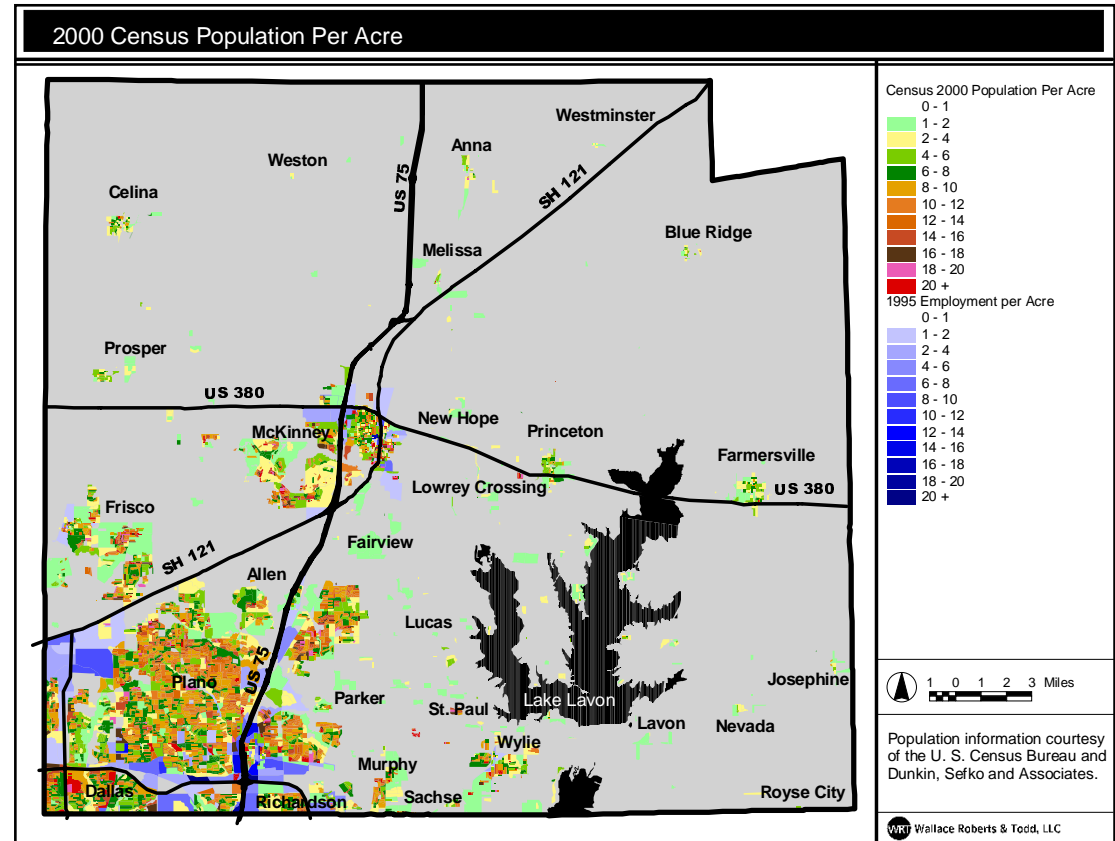 2000 Census Population Per Acre
Westminster
Anna
Weston
US 75
SH 121
Celina
Blue Ridge
Melissa
Prosper
US 380
New Hope
McKinney
Princeton
Farmersville
Lowrey Crossing
US 380
Frisco
Fairview
SH 121
Allen
Lucas
US 75
Plano
Parker
St. Paul
Lake Lavon
Josephine
Lavon
Nevada
Wylie
Murphy
Dallas
Richardson
Sachse
Royse City
Census 2000 Population Per Acre
0 - 1
1 - 2
2 - 4
4 - 6
6 - 8
8 - 10
10 - 12
12 - 14
14 - 16
16 - 18
18 - 20
20 +
1995 Employment per Acre
0 - 1
1 - 2
2 - 4
4 - 6
6 - 8
8 - 10
10 - 12
12 - 14
14 - 16
16 - 18
18 - 20
20 +
1 0 1 2 3 Miles
Population information courtesy
of the U. S. Census Bureau and
Dunkin, Sefko and Associates.
WRT Wallace Roberts & Todd, LLC